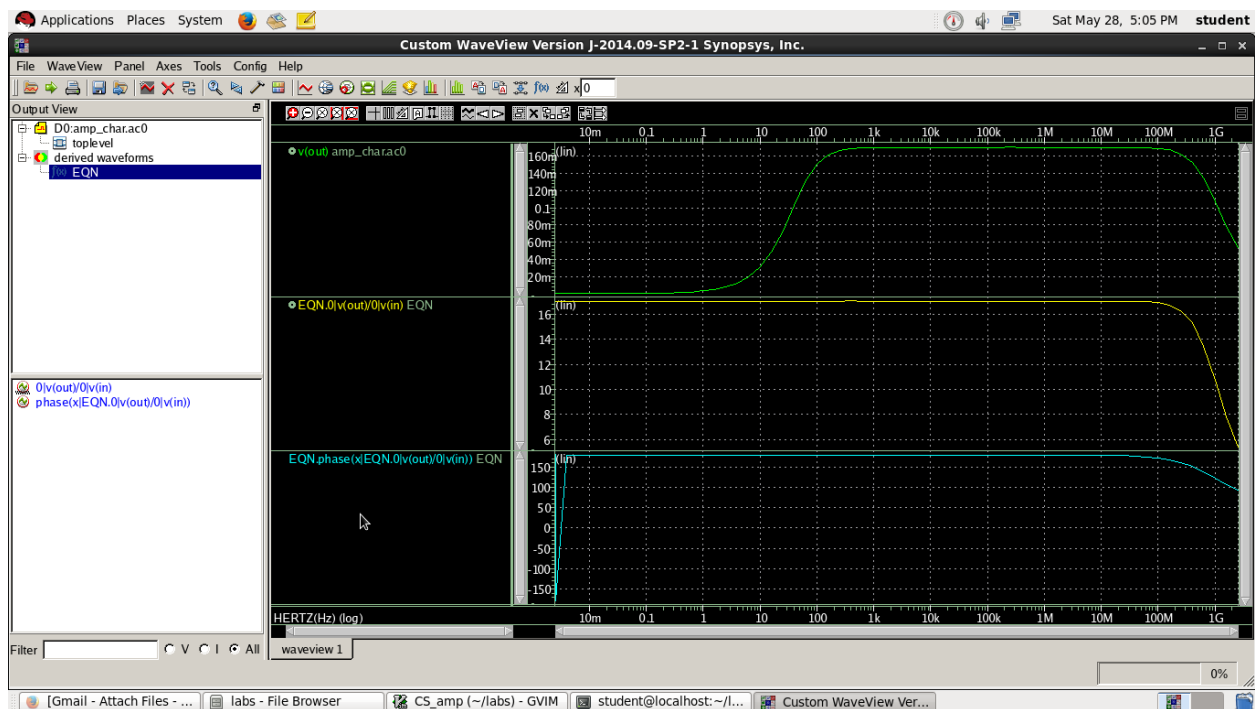 Applications Places System Sat May 28, 5:05 PM student
Custom WaveView Version J-2014.09-SP2-1 Synopsys, Inc.
File WaveView Panel Axes Tools Config Help
x 0
Output View
D0:amp_char.ac0
toplevel
derived waveforms
f(x) EQN
0|v(out)/0|v(in)
phase(x|EQN.0|v(out)/0|v(in))
Filter V I All
10m 0.1 1 10 100 1k 10k 100k 1M 10M 100M 1G
v(out) amp_char.ac0
(lin)
160m
140m
120m
0.1
80m
60m
40m
20m
EQN.0|v(out)/0|v(in) EQN
(lin)
16
14
12
10
8
6
EQN.phase(x|EQN.0|v(out)/0|v(in)) EQN
(lin)
150
100
50
0
-50
-100
-150
HERTZ(Hz) (log)
10m 0.1 1 10 100 1k 10k 100k 1M 10M 100M 1G
waveview 1
0%
[Gmail - Attach Files - ... labs - File Browser CS_amp (~/labs) - GVIM student@localhost:~/l... Custom WaveView Ver...